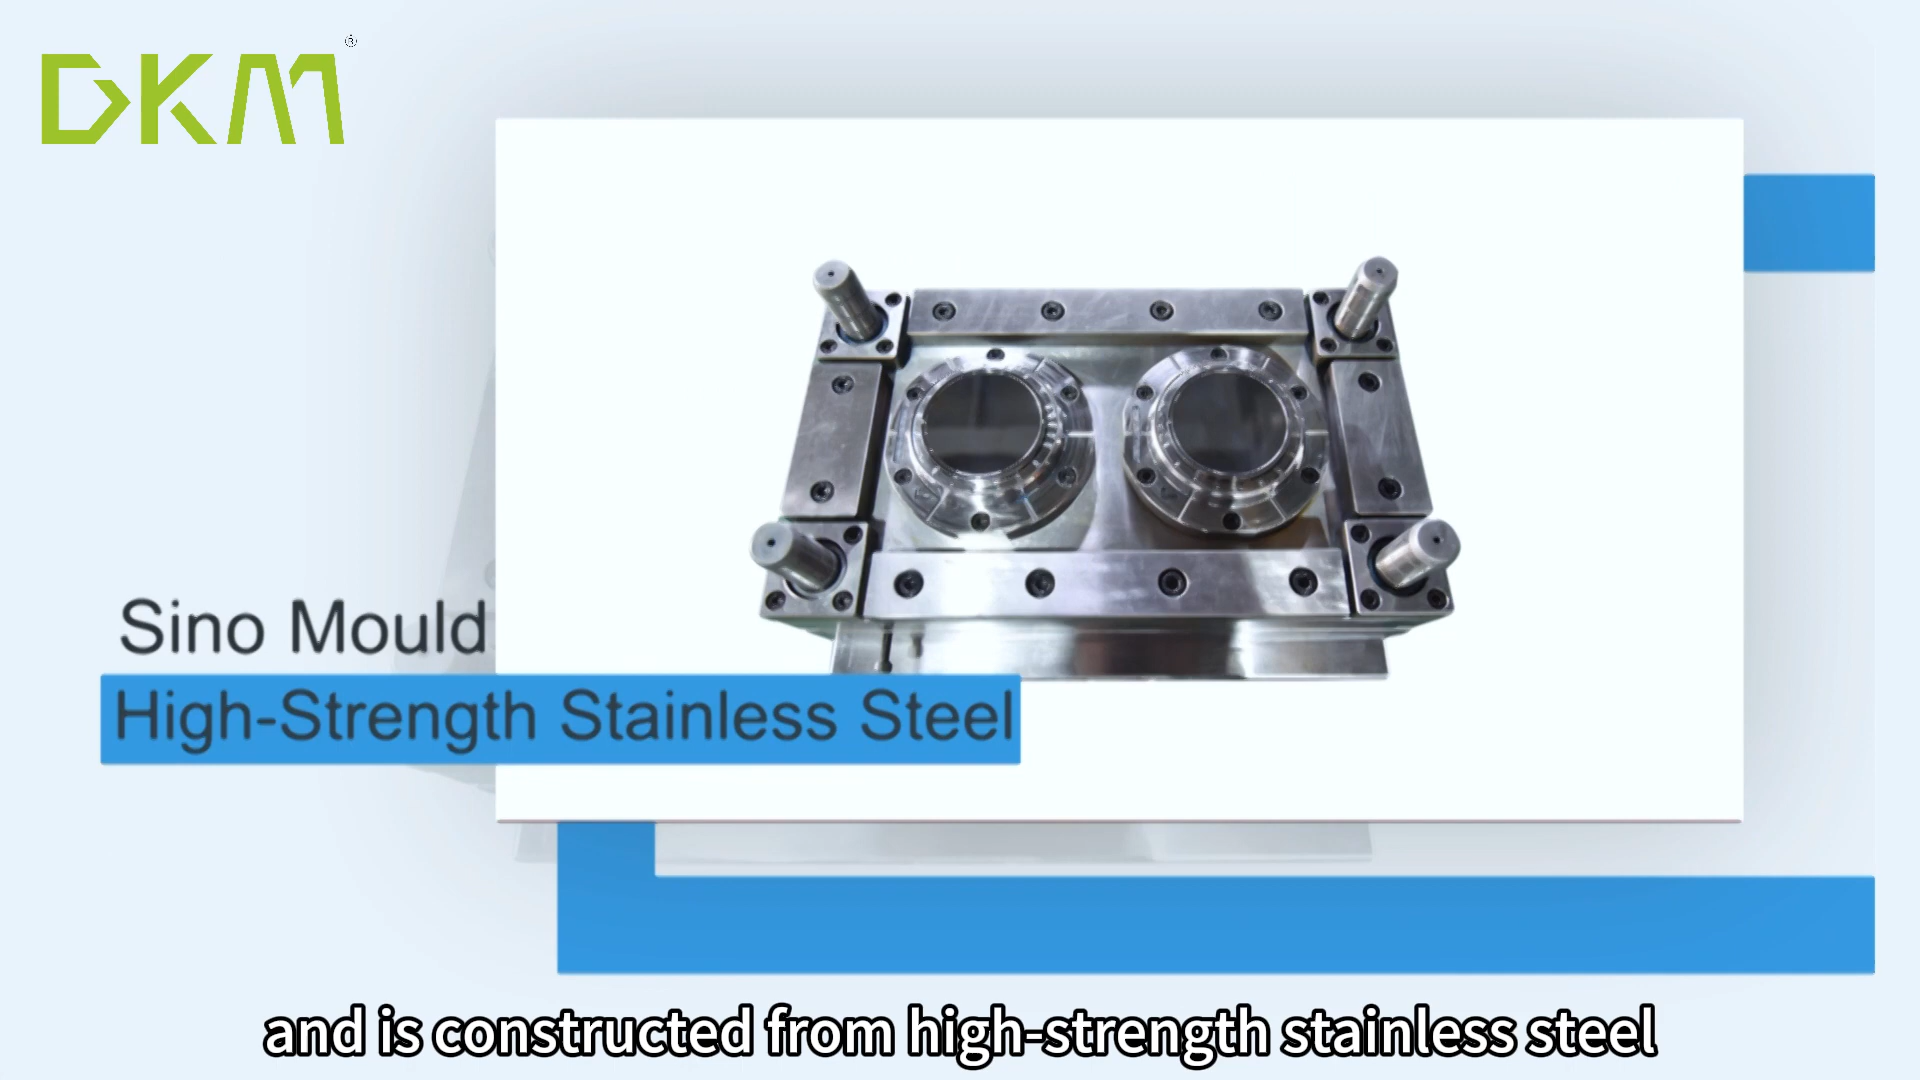 DKM®
Sino Mould
High-Strength Stainless Steel
and is constructed from high-strength stainless steel